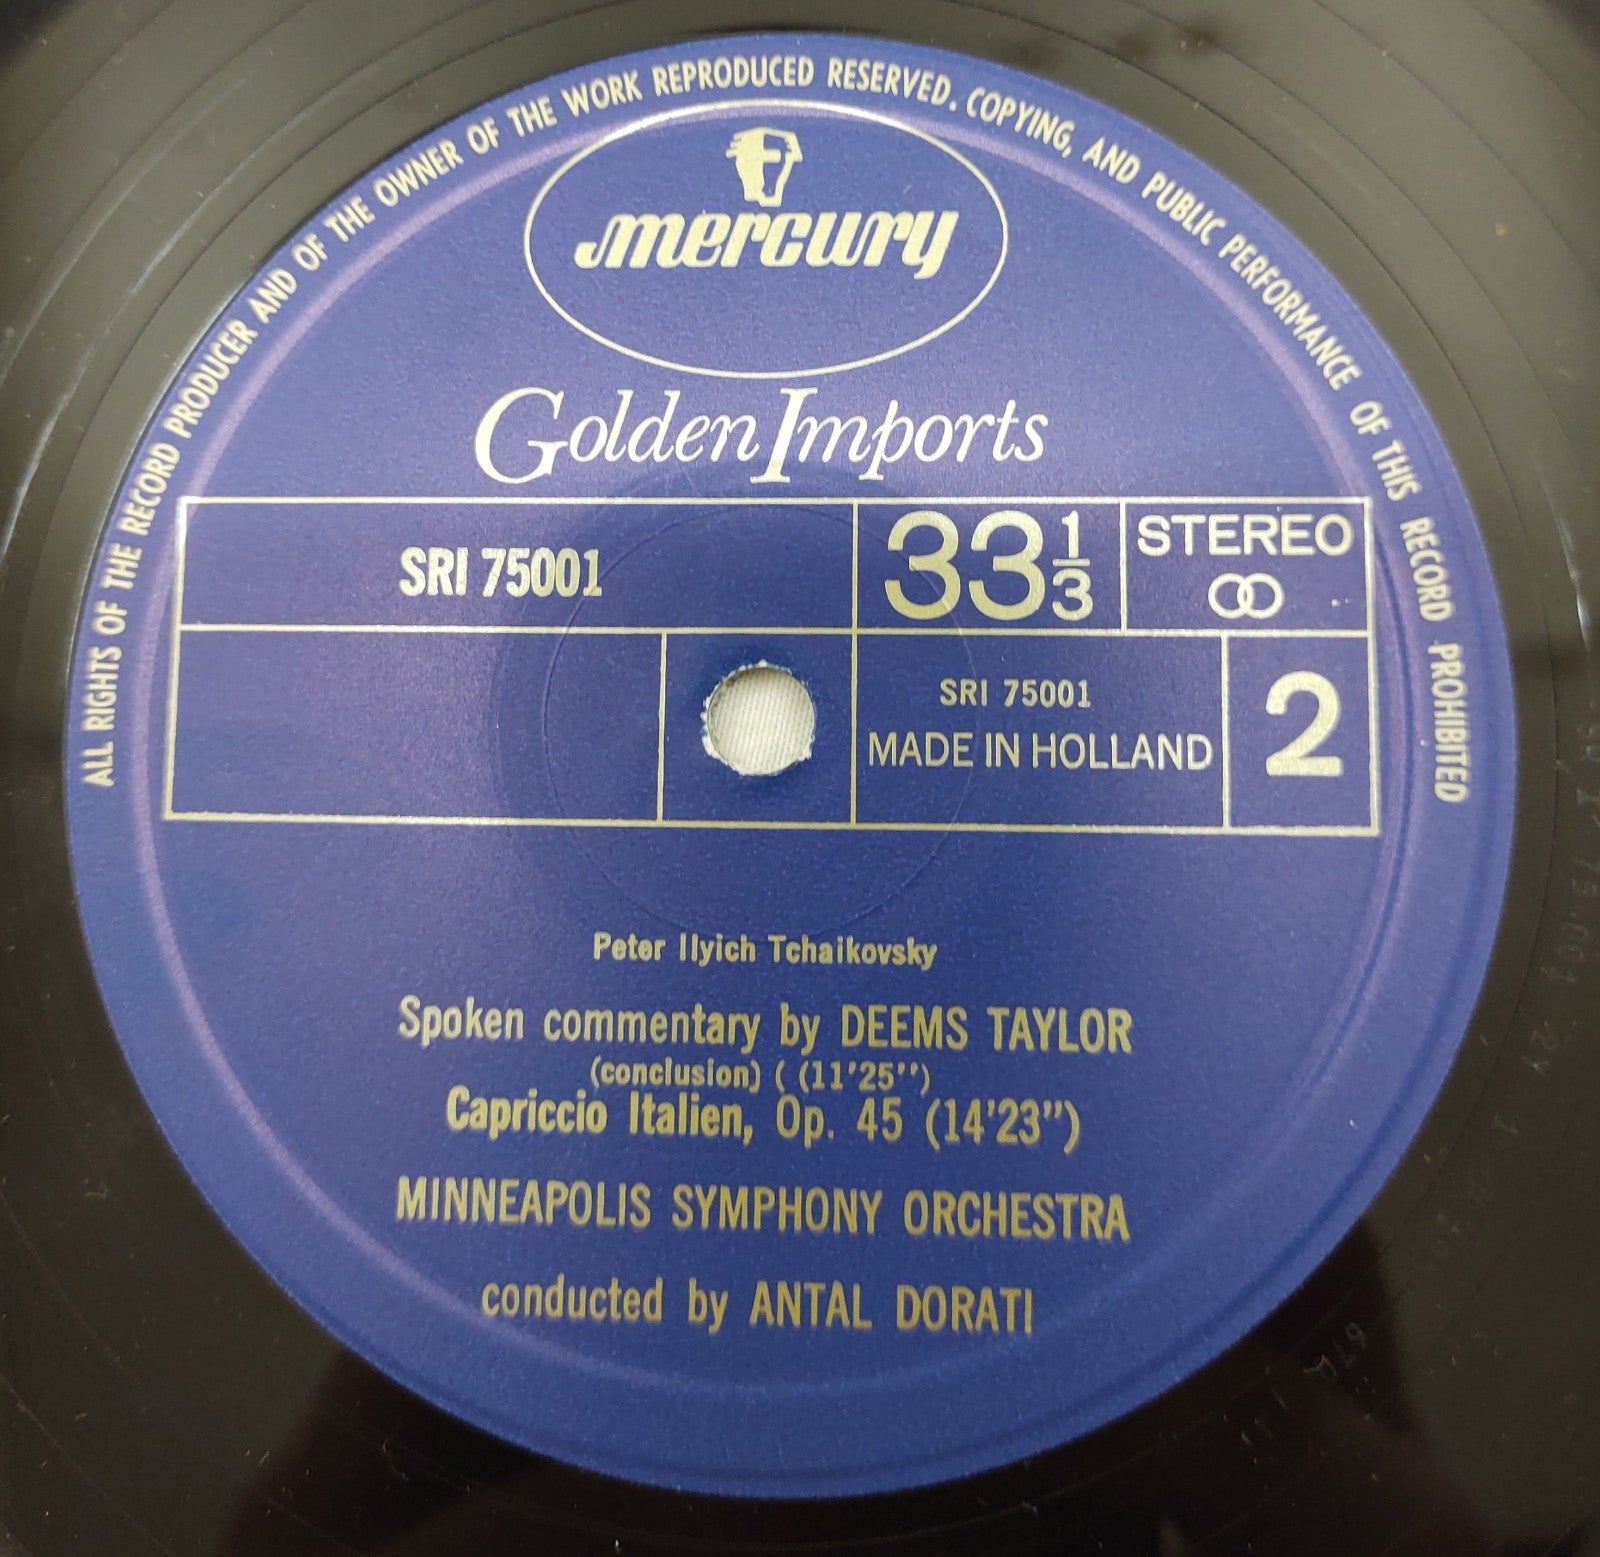 ALL RIGHTS OF THE RECORD PRODUCER AND OF THE OWNER OF THE WORK REPRODUCED RESERVED. COPYING, AND PUBLIC PERFORMANCE OF THIS RECORD PROHIBITED
mercury
Golden Imports
SRI 75001
33 1/3
STEREO
SRI 75001
MADE IN HOLLAND
2
Peter Ilyich Tchaikovsky
Spoken commentary by DEEMS TAYLOR
(conclusion) ( (11'25")
Capriccio Italien, Op. 45 (14'23")
MINNEAPOLIS SYMPHONY ORCHESTRA
conducted by ANTAL DORATI